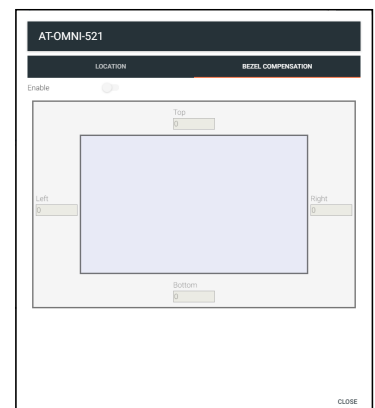 AT-OMNI-521
LOCATION BEZEL COMPENSATION
Enable
Top
0
Left
0
Right
0
Bottom
0
CLOSE